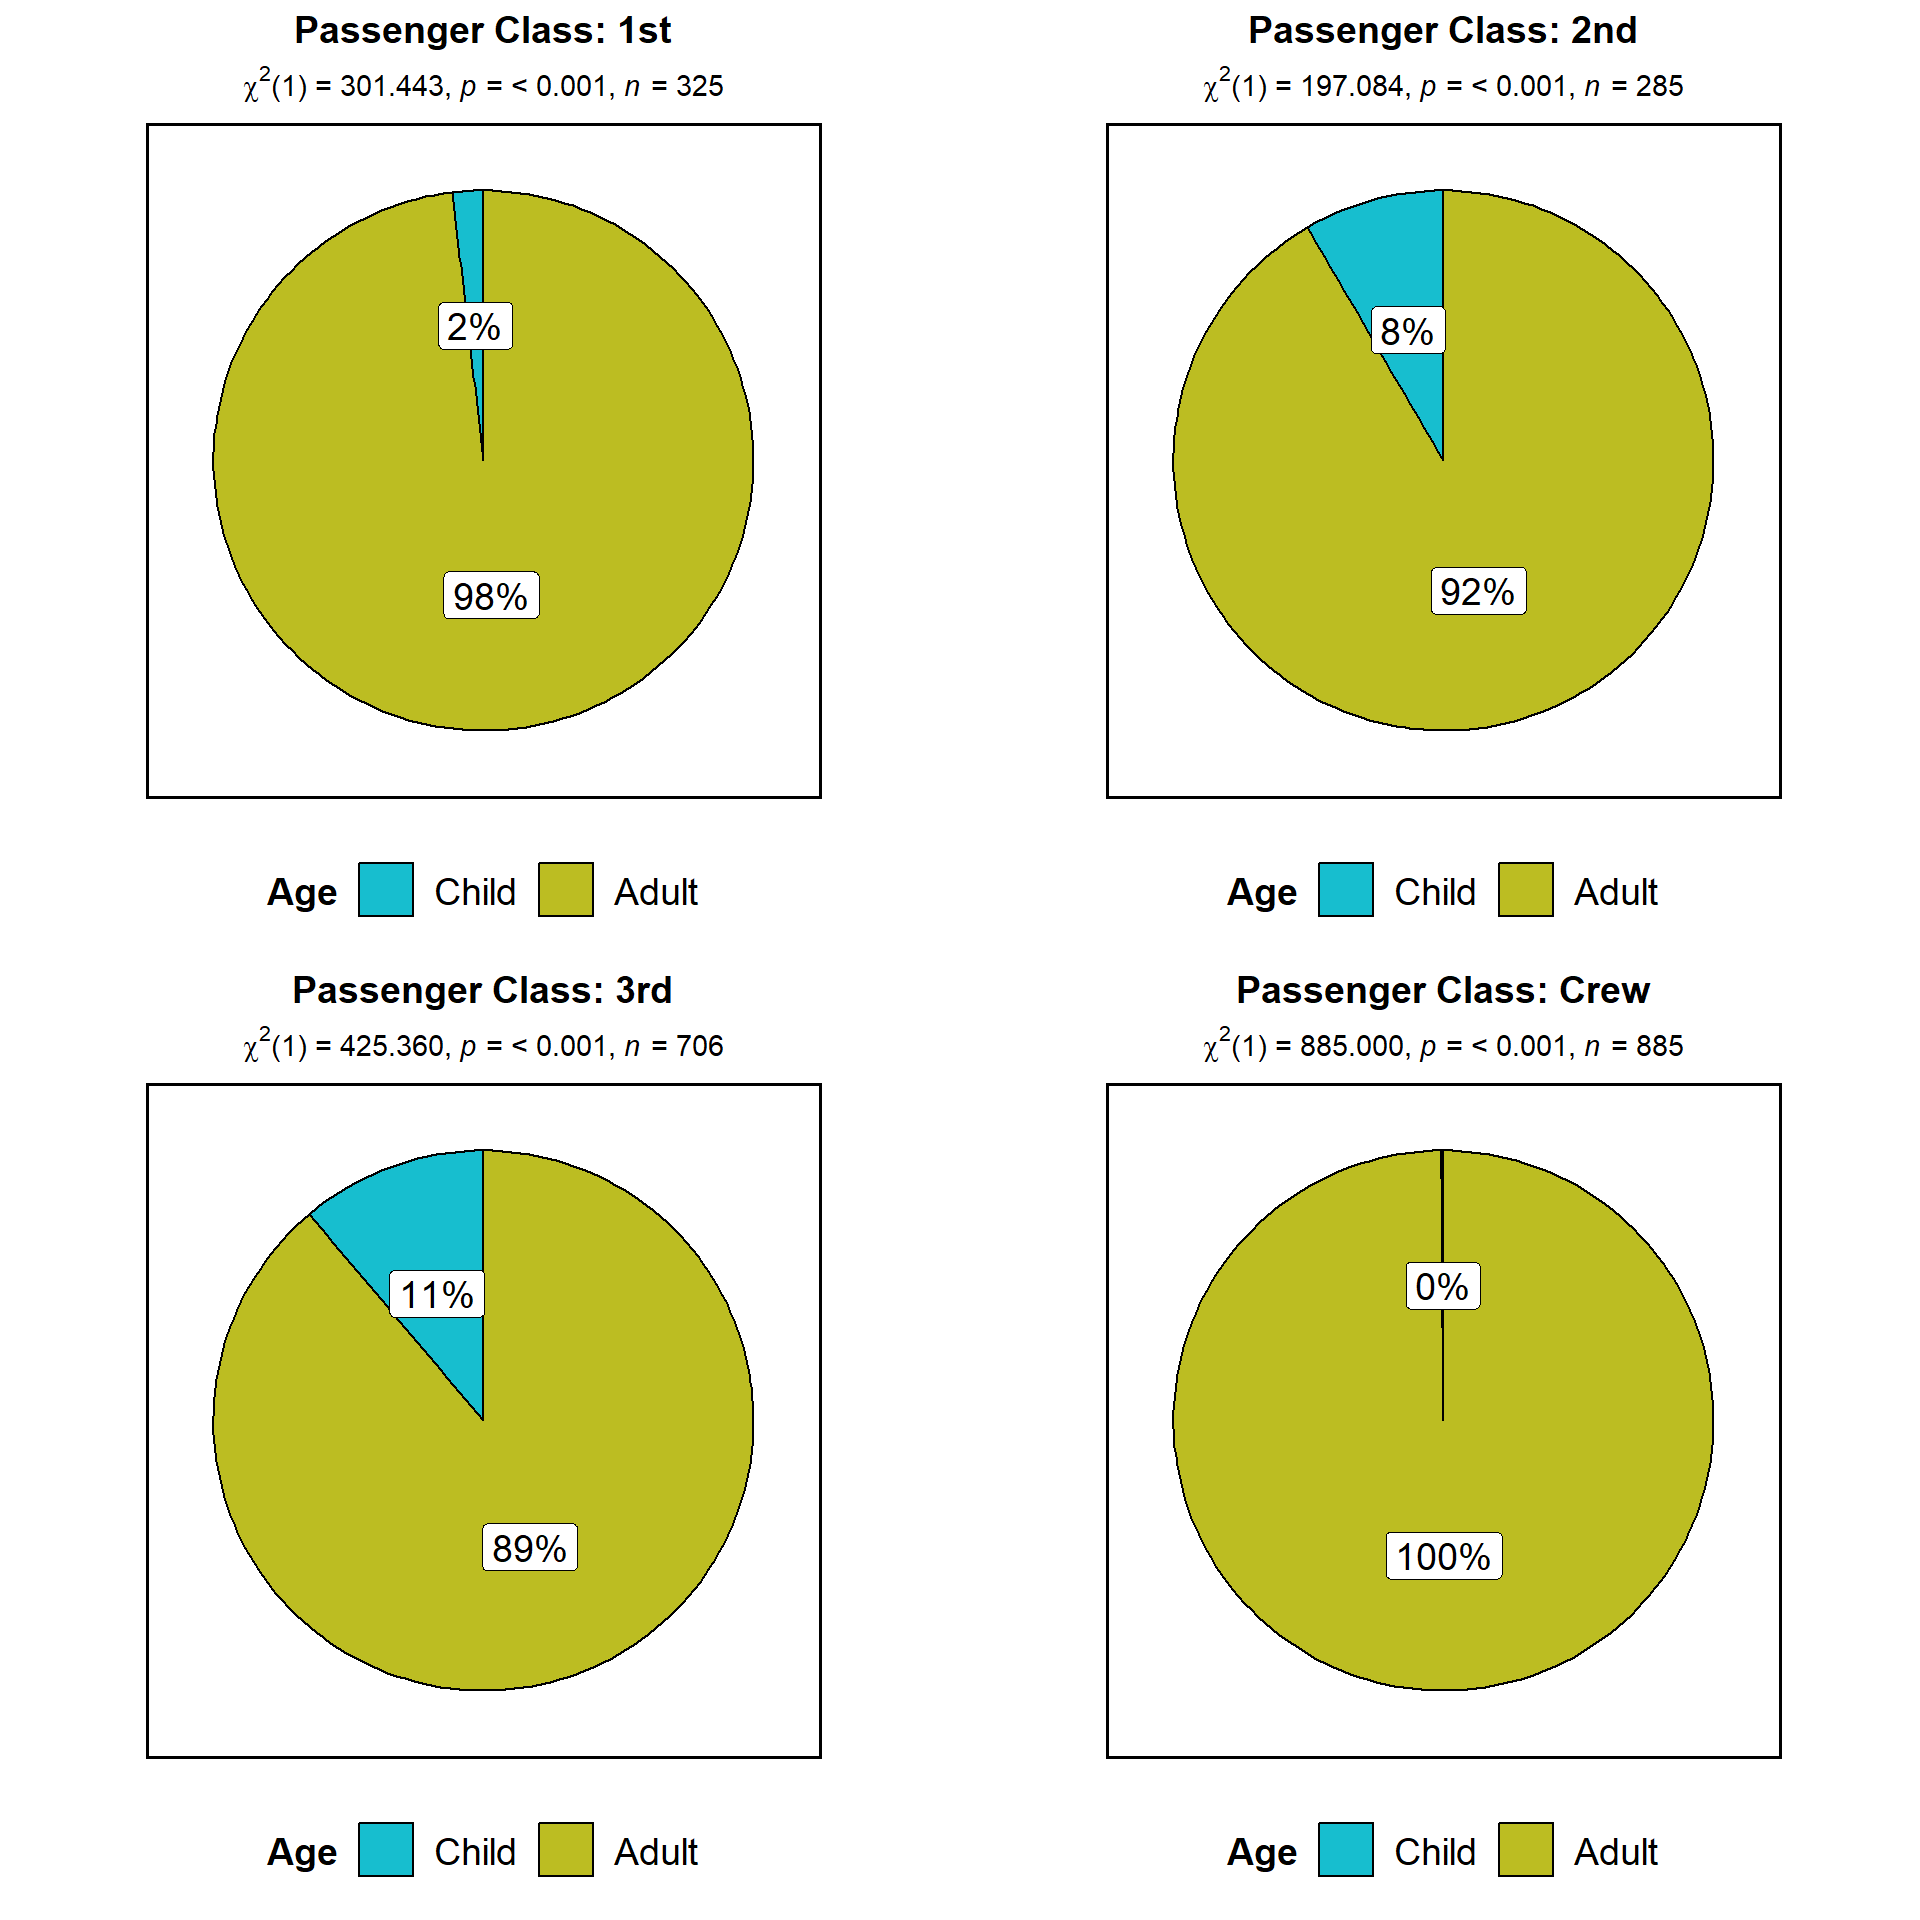 Passenger Class: 1st
χ²(1) = 301.443, p = < 0.001, n = 325
2%
98%
Age Child Adult
Passenger Class: 2nd
χ²(1) = 197.084, p = < 0.001, n = 285
8%
92%
Age Child Adult
Passenger Class: 3rd
χ²(1) = 425.360, p = < 0.001, n = 706
11%
89%
Age Child Adult
Passenger Class: Crew
χ²(1) = 885.000, p = < 0.001, n = 885
0%
100%
Age Child Adult